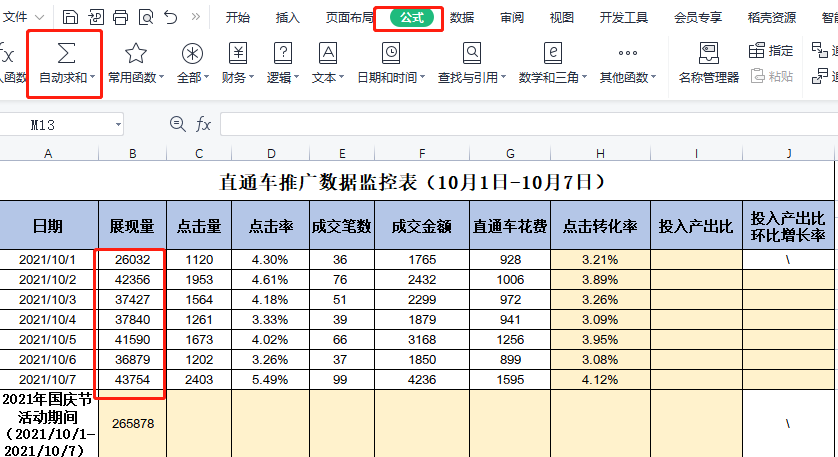 文件 开始 插入 页面布局 公式 数据 审阅 视图 开发工具 会员专享 稻壳资源
fx Σ
入函数 自动求和 常用函数 全部 财务 逻辑 文本 日期和时间 查找与引用 数学和三角 其他函数 名称管理器 指定 粘贴
M13 fx
A B C D E F G H I J
直通车推广数据监控表（10月1日-10月7日）
日期 展现量 点击量 点击率 成交笔数 成交金额 直通车花费 点击转化率 投入产出比 投入产出比
环比增长率
2021/10/1 26032 1120 4.30% 36 1765 928 3.21% \
2021/10/2 42356 1953 4.61% 76 2432 1006 3.89%
2021/10/3 37427 1564 4.18% 51 2299 972 3.26%
2021/10/4 37840 1261 3.33% 39 1879 941 3.09%
2021/10/5 41590 1673 4.02% 66 3168 1256 3.95%
2021/10/6 36879 1202 3.26% 37 1850 899 3.08%
2021/10/7 43754 2403 5.49% 99 4236 1595 4.12%
2021年国庆节
活动期间
（2021/10/1-
2021/10/7） 265878 \